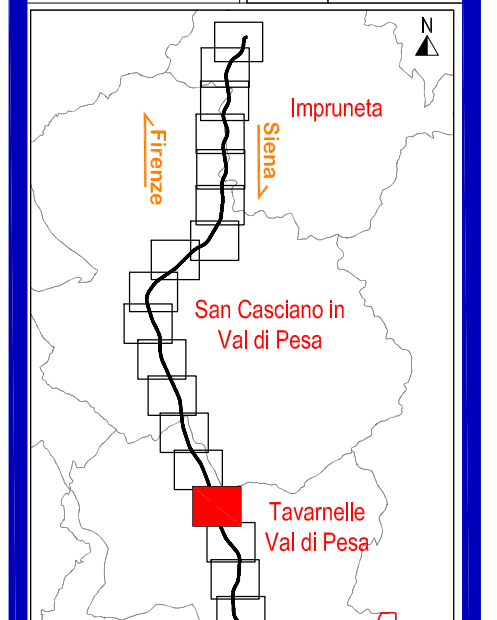 N
Impruneta
Firenze
Siena
San Casciano in
Val di Pesa
Tavarnelle
Val di Pesa